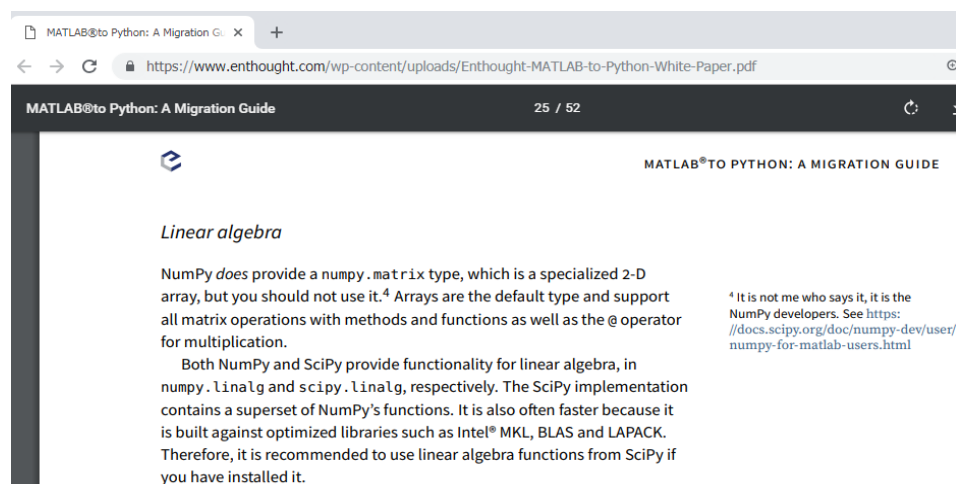 MATLAB®to Python: A Migration G
https://www.enthought.com/wp-content/uploads/Enthought-MATLAB-to-Python-White-Paper.pdf
MATLAB®to Python: A Migration Guide 25 / 52
MATLAB®TO PYTHON: A MIGRATION GUIDE
Linear algebra
NumPy does provide a numpy.matrix type, which is a specialized 2-D
array, but you should not use it.⁴ Arrays are the default type and support
all matrix operations with methods and functions as well as the @ operator
for multiplication.
Both NumPy and SciPy provide functionality for linear algebra, in
numpy.linalg and scipy.linalg, respectively. The SciPy implementation
contains a superset of NumPy's functions. It is also often faster because it
is built against optimized libraries such as Intel® MKL, BLAS and LAPACK.
Therefore, it is recommended to use linear algebra functions from SciPy if
you have installed it.
⁴ It is not me who says it, it is the
NumPy developers. See https:
//docs.scipy.org/doc/numpy-dev/user/
numpy-for-matlab-users.html